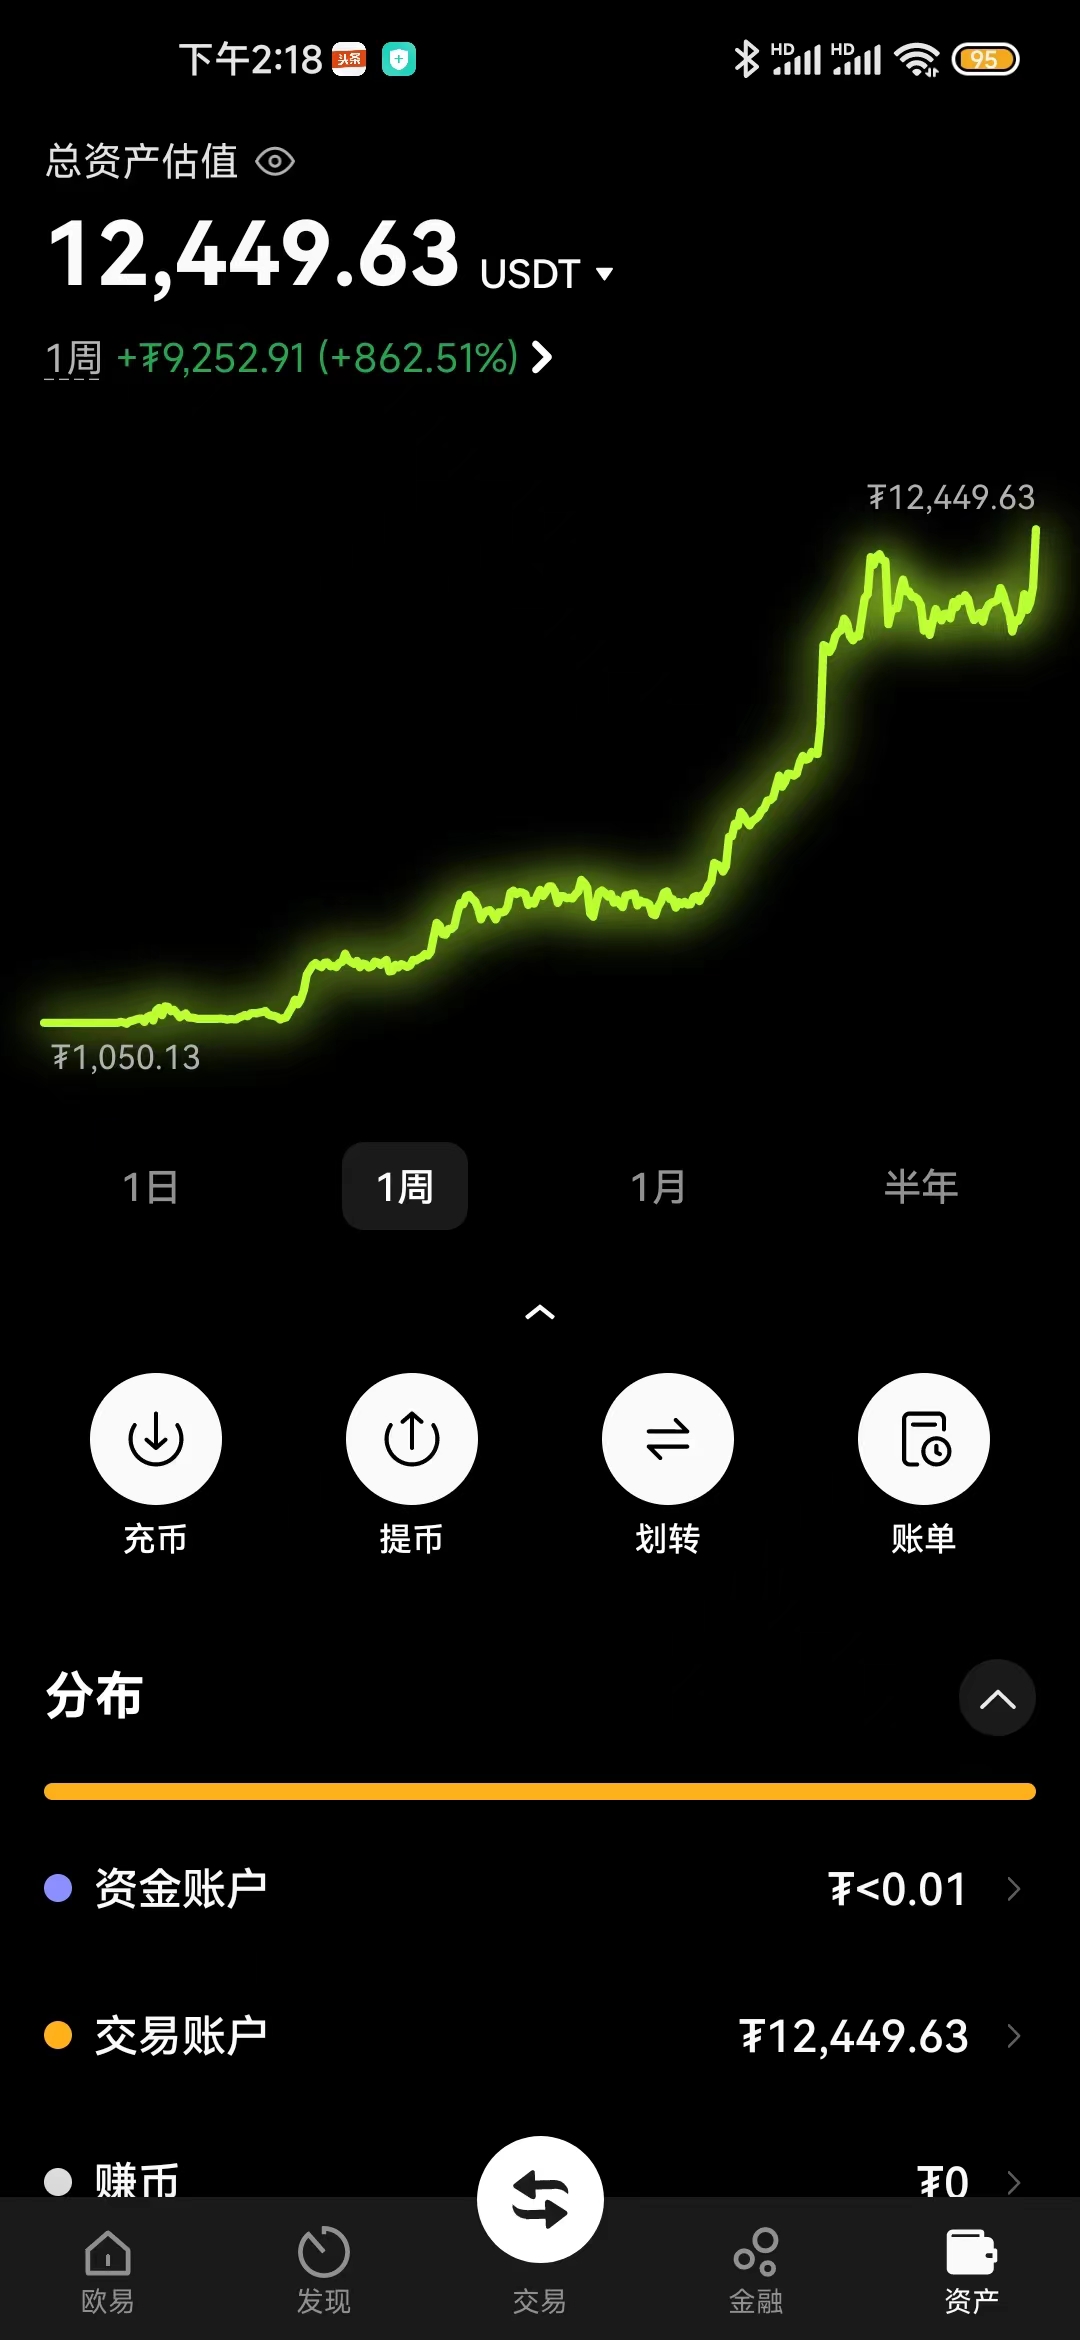 下午2:18 头条 HD HD 95
总资产估值
12,449.63 USDT
1周 +₮9,252.91 (+862.51%)
₮12,449.63
₮1,050.13
1日 1周 1月 半年
充币 提币 划转 账单
分布
资金账户 ₮<0.01
交易账户 ₮12,449.63
赚币 ₮0
欧易 发现 交易 金融 资产